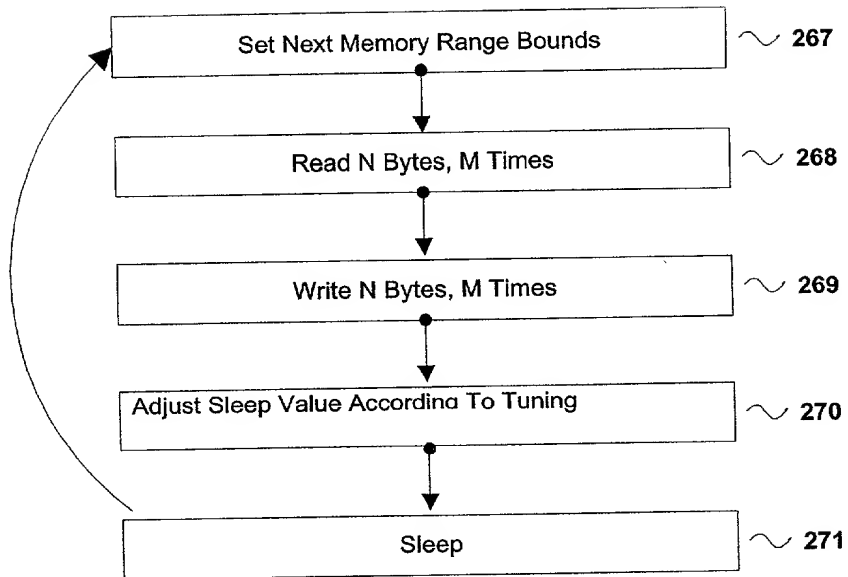 Set Next Memory Range Bounds 267
Read N Bytes, M Times 268
Write N Bytes, M Times 269
Adjust Sleep Value According To Tuning 270
Sleep 271